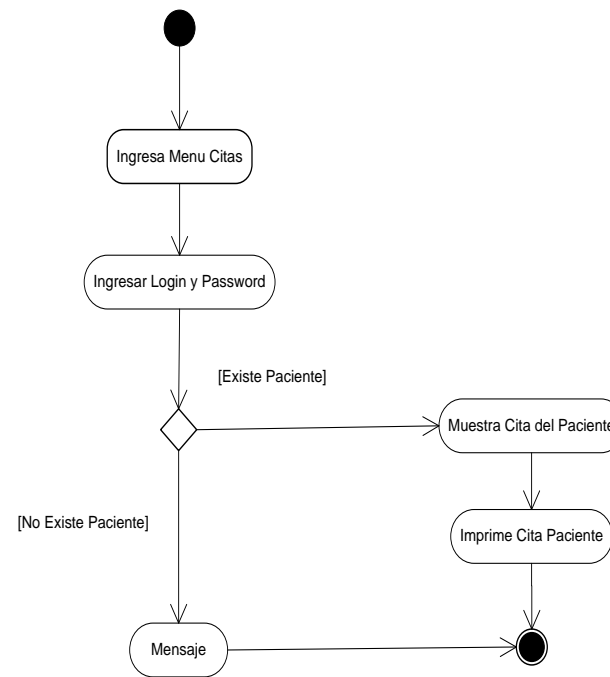 Ingresa Menu Citas
Ingresar Login y Password
[Existe Paciente]
Muestra Cita del Paciente
[No Existe Paciente]
Imprime Cita Paciente
Mensaje